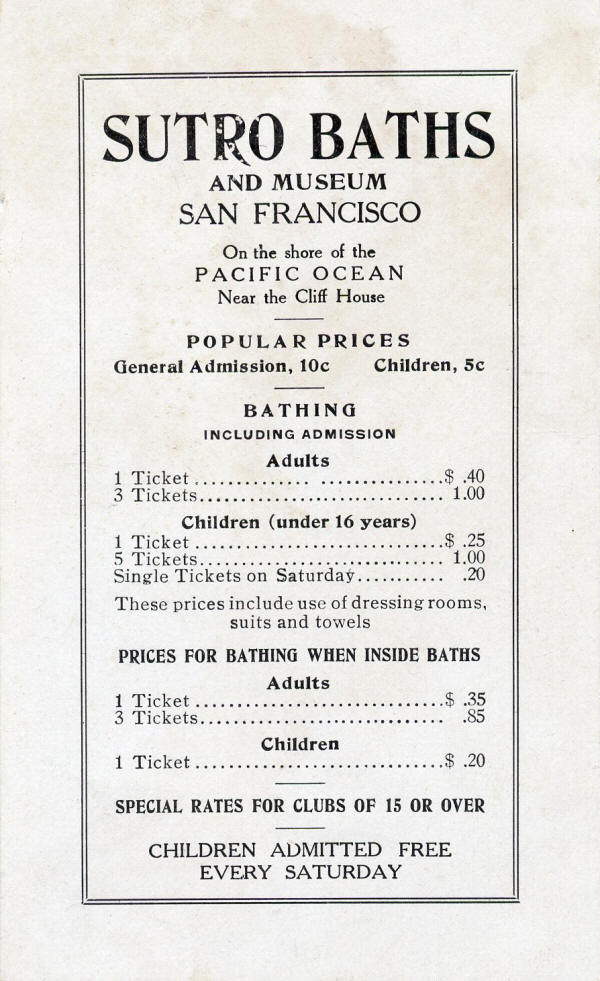 SUTRO BATHS
AND MUSEUM
SAN FRANCISCO
On the shore of the
PACIFIC OCEAN
Near the Cliff House
POPULAR PRICES
General Admission, 10c Children, 5c
BATHING
INCLUDING ADMISSION
Adults
1 Ticket ............. ................$ .40
3 Tickets................................ 1.00
Children (under 16 years)
1 Ticket ................................$ .25
5 Tickets................................ 1.00
Single Tickets on Saturday........... .20
These prices include use of dressing rooms,
suits and towels
PRICES FOR BATHING WHEN INSIDE BATHS
Adults
1 Ticket ................................$ .35
3 Tickets................................ .85
Children
1 Ticket ................................$ .20
SPECIAL RATES FOR CLUBS OF 15 OR OVER
CHILDREN ADMITTED FREE
EVERY SATURDAY